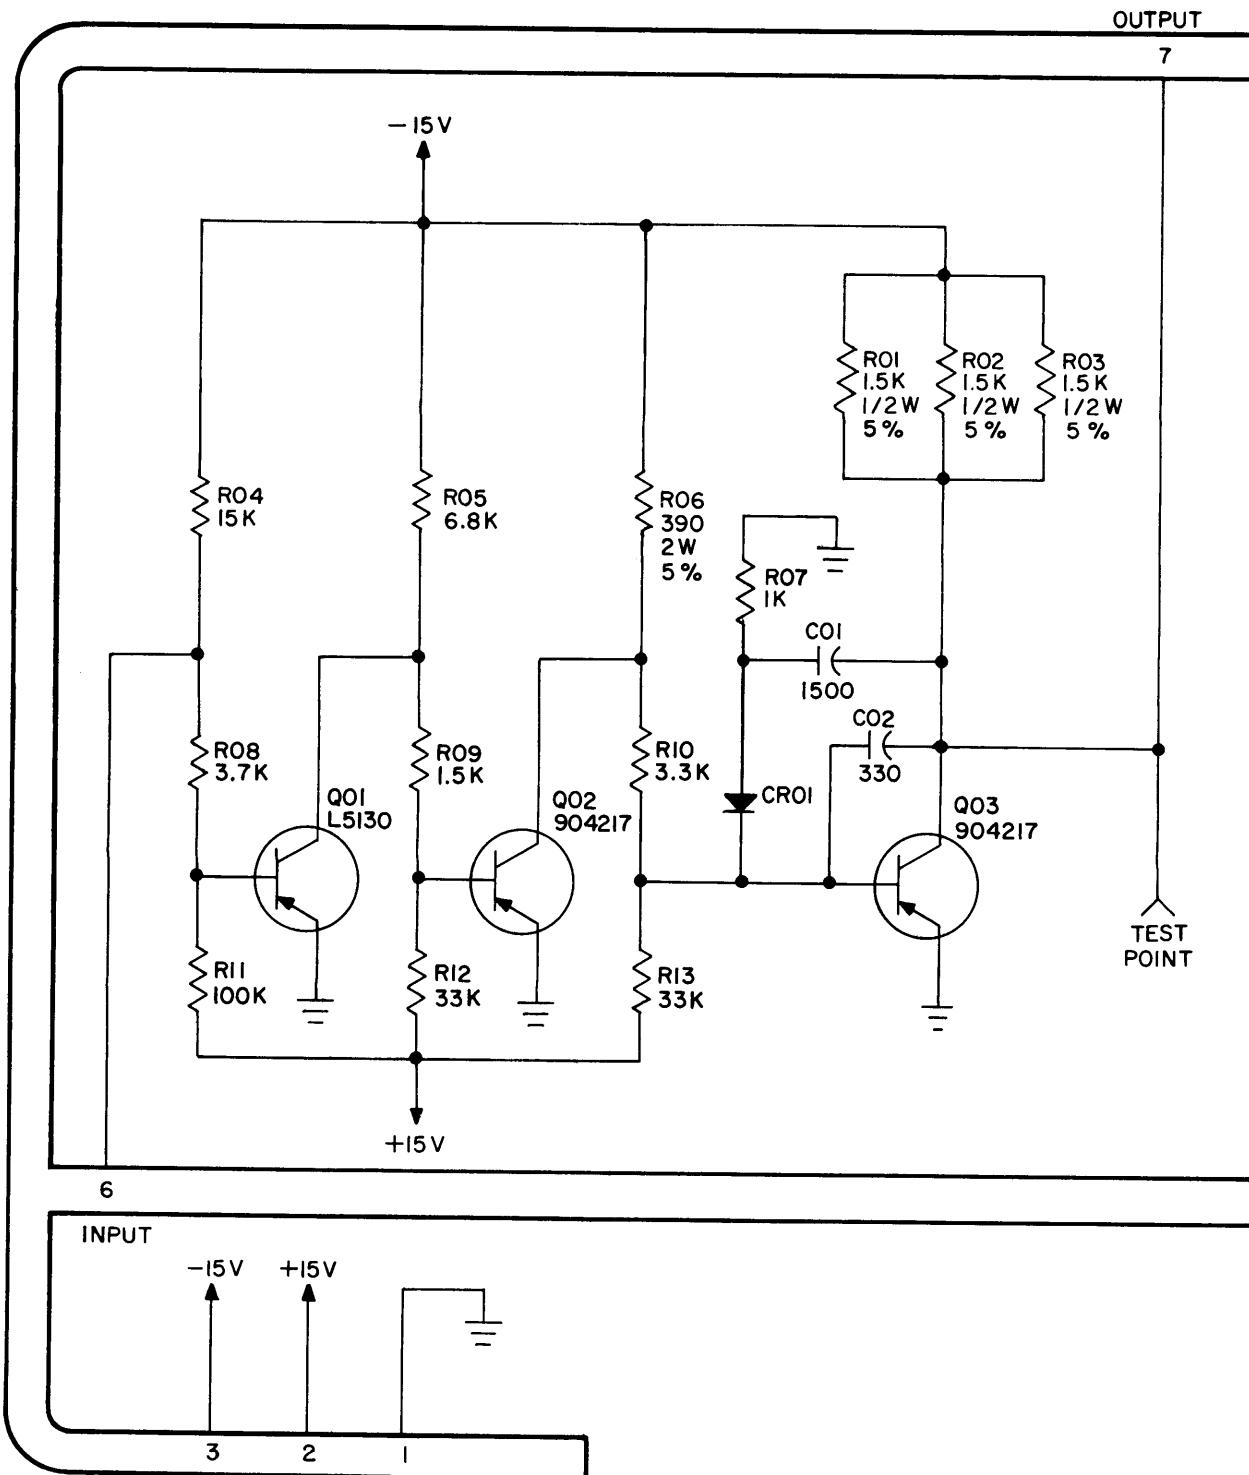 OUTPUT
7
-15V
R01
1.5K
1/2W
5%
R02
1.5K
1/2W
5%
R03
1.5K
1/2W
5%
R04
15K
R05
6.8K
R06
390
2W
5%
R07
1K
C01
1500
C02
330
R08
3.7K
R09
1.5K
R10
3.3K
CR01
Q01
L5130
Q02
904217
Q03
904217
R11
100K
R12
33K
R13
33K
TEST
POINT
+15V
6
INPUT
-15V
+15V
3
2
1